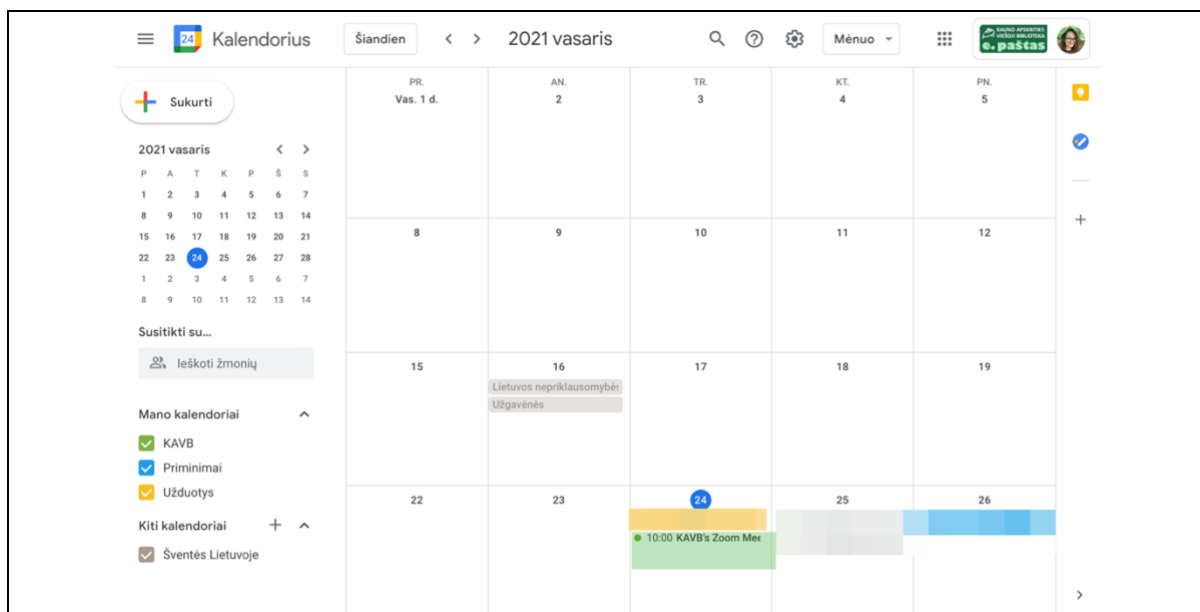 24 Kalendorius Šiandien 2021 vasaris Mėnuo
KAUNO APSKRITIES
VIEŠOJI BIBLIOTEKA
e.paštas
Sukurti
2021 vasaris
P A T K P Š S
1 2 3 4 5 6 7
8 9 10 11 12 13 14
15 16 17 18 19 20 21
22 23 24 25 26 27 28
1 2 3 4 5 6 7
8 9 10 11 12 13 14
Susitikti su...
Ieškoti žmonių
Mano kalendoriai
KAVB
Priminimai
Užduotys
Kiti kalendoriai
Šventės Lietuvoje
PR. AN. TR. KT. PN.
Vas. 1 d. 2 3 4 5
8 9 10 11 12
15 16 17 18 19
Lietuvos nepriklausomybės
Užgavėnės
22 23 24 25 26
10:00 KAVB's Zoom Mee